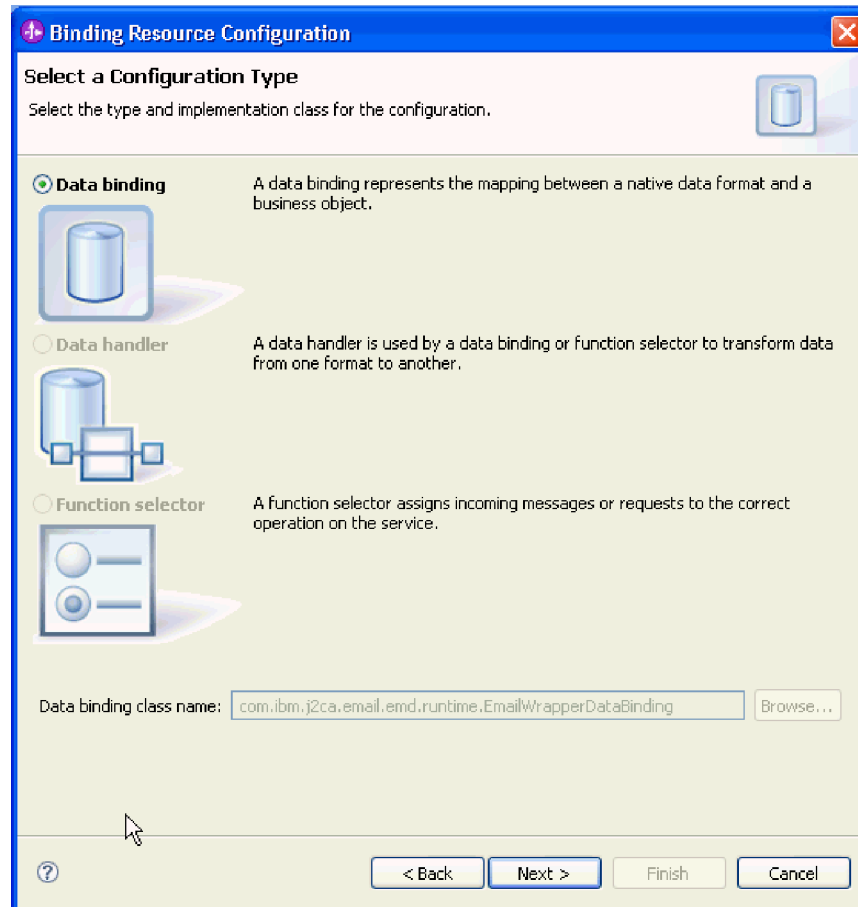 Binding Resource Configuration
Select a Configuration Type
Select the type and implementation class for the configuration.
Data binding
A data binding represents the mapping between a native data format and a
business object.
Data handler
A data handler is used by a data binding or function selector to transform data
from one format to another.
Function selector
A function selector assigns incoming messages or requests to the correct
operation on the service.
Data binding class name: com.ibm.j2ca.email.emd.runtime.EmailWrapperDataBinding Browse...
? < Back Next > Finish Cancel